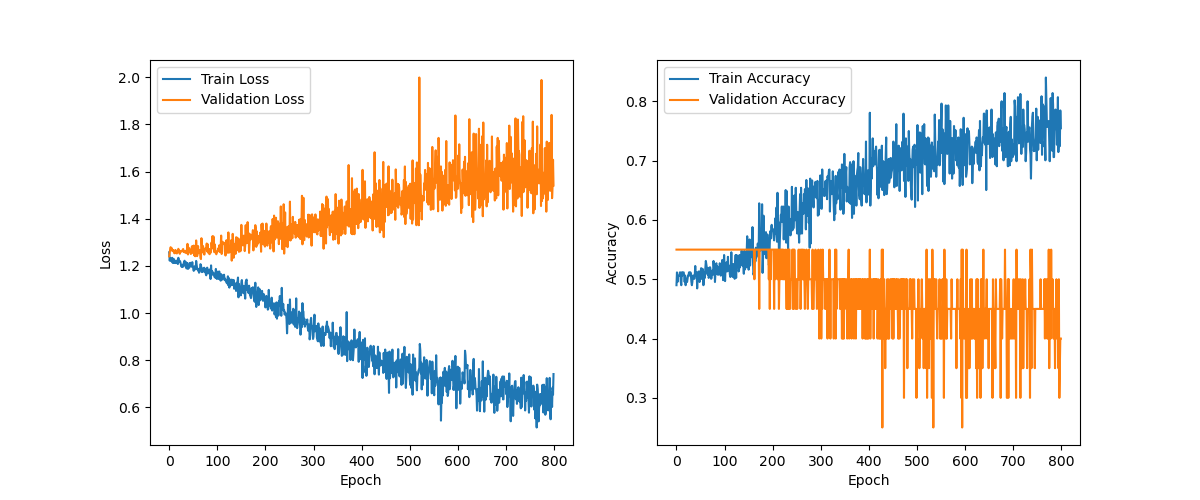 2.0
1.8
1.6
1.4
1.2
1.0
0.8
0.6
Loss
Train Loss
Validation Loss
0 100 200 300 400 500 600 700 800
Epoch
0.8
0.7
0.6
0.5
0.4
0.3
Accuracy
Train Accuracy
Validation Accuracy
0 100 200 300 400 500 600 700 800
Epoch